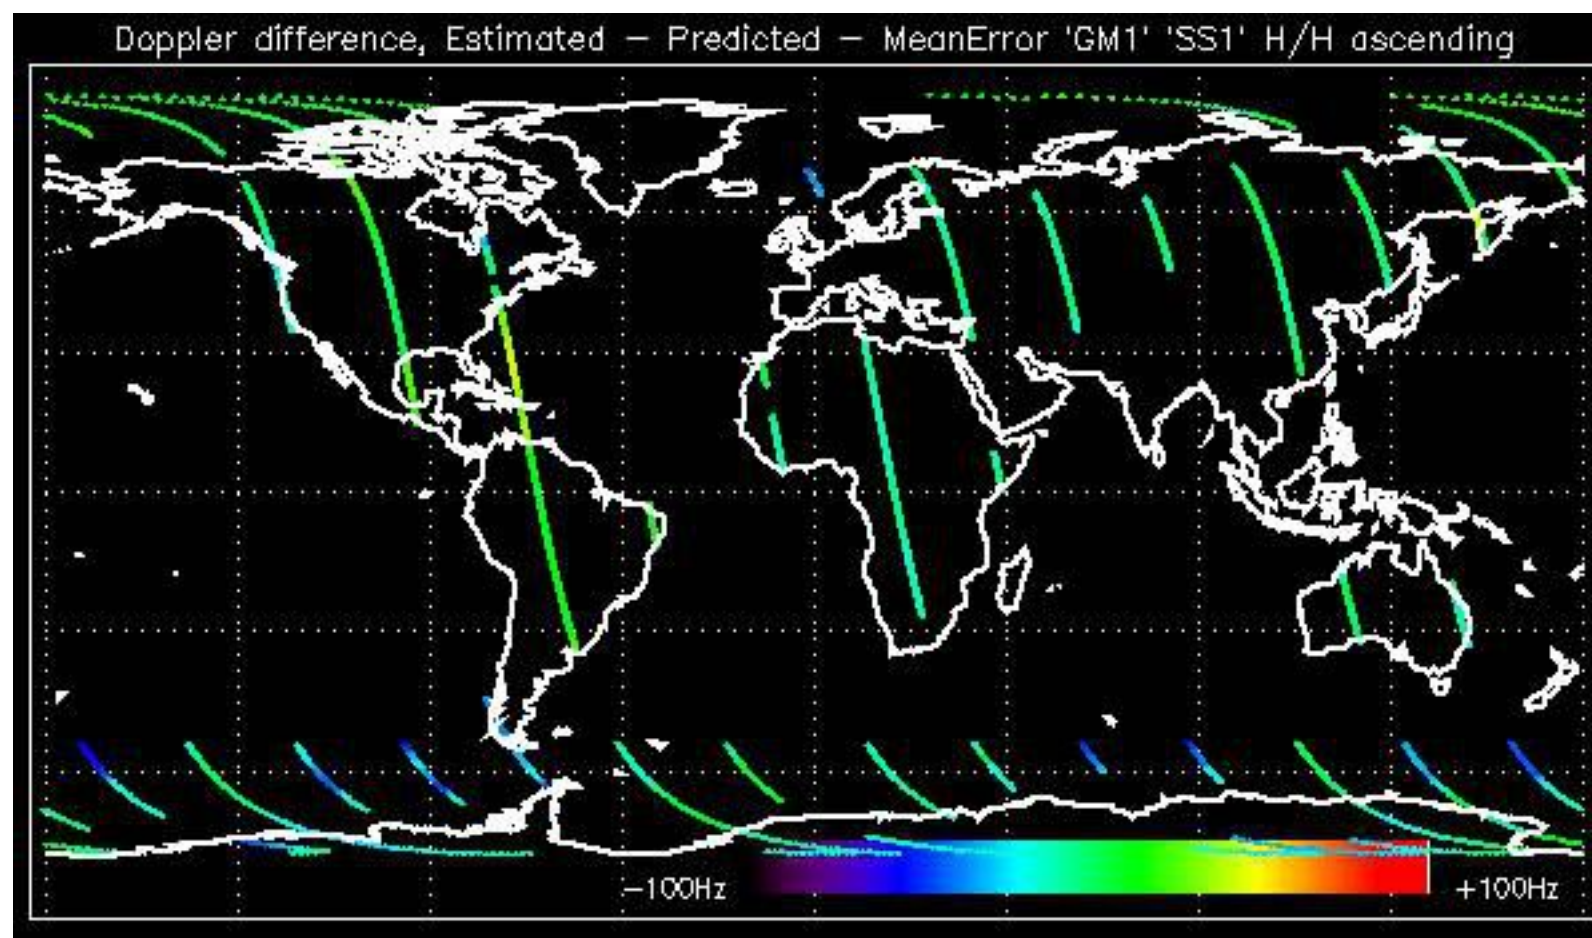 Doppler difference, Estimated − Predicted − MeanError 'GM1' 'SS1' H/H ascending
−100Hz
+100Hz